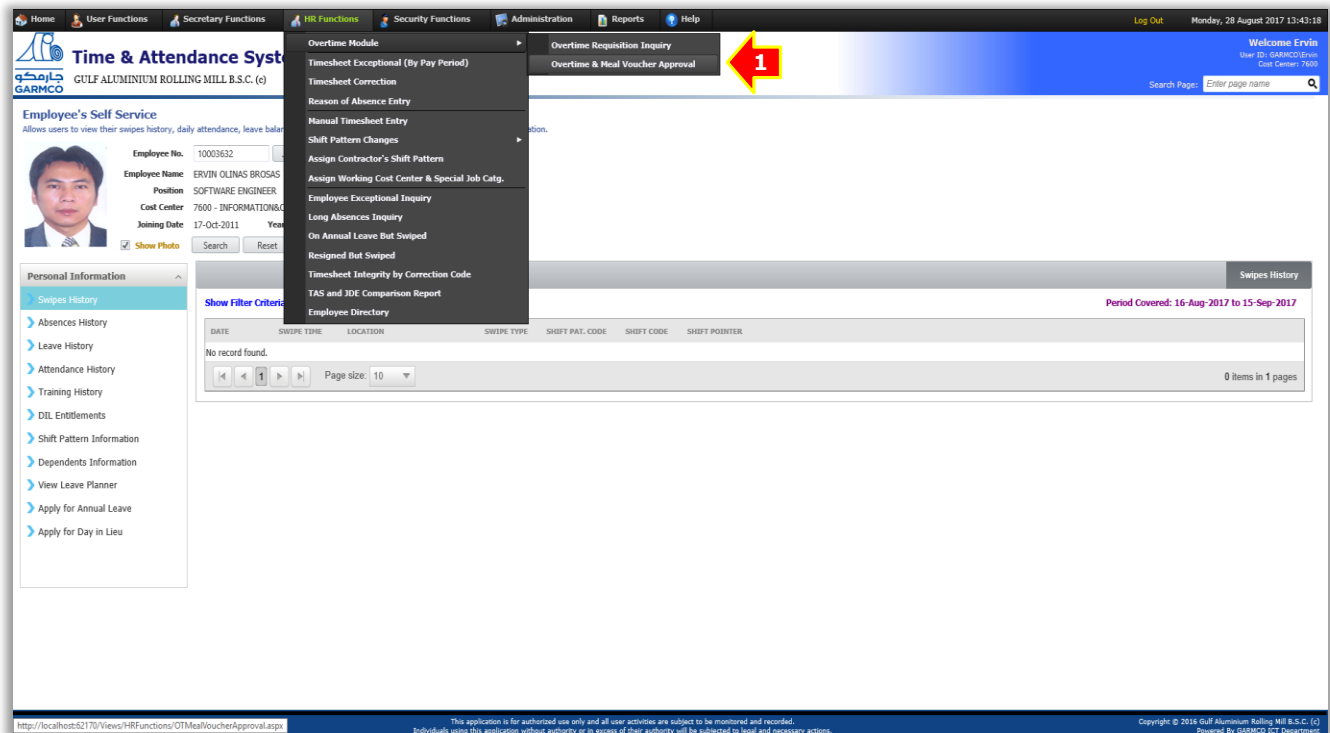 Home User Functions Secretary Functions HR Functions Security Functions Administration Reports Help Log Out Monday, 28 August 2017 13:43:18
Overtime Module
Overtime Requisition Inquiry
Overtime & Meal Voucher Approval
1
Timesheet Exceptional (By Pay Period)
Timesheet Correction
Reason of Absence Entry
Manual Timesheet Entry
Shift Pattern Changes
Assign Contractor's Shift Pattern
Assign Working Cost Center & Special Job Catg.
Employee Exceptional Inquiry
Long Absences Inquiry
On Annual Leave But Swiped
Resigned But Swiped
Timesheet Integrity by Correction Code
TAS and JDE Comparison Report
Employee Directory
جارمكو
GARMCO
Time & Attendance Syst
GULF ALUMINIUM ROLLING MILL B.S.C. (c)
Welcome Ervin
User ID: GARMCO\Ervin
Cost Center: 7600
Search Page: Enter page name
Employee's Self Service
Allows users to view their swipes history, daily attendance, leave balan
ation.
Employee No. 10003632
Employee Name ERVIN OLINAS BROSAS
Position SOFTWARE ENGINEER
Cost Center 7600 - INFORMATION&C
Joining Date 17-Oct-2011 Year
Show Photo Search Reset
Personal Information
Swipes History
Absences History
Leave History
Attendance History
Training History
DIL Entitlements
Shift Pattern Information
Dependents Information
View Leave Planner
Apply for Annual Leave
Apply for Day in Lieu
Swipes History
Show Filter Criteria
Period Covered: 16-Aug-2017 to 15-Sep-2017
DATE SWIPE TIME LOCATION SWIPE TYPE SHIFT PAT. CODE SHIFT CODE SHIFT POINTER
No record found.
1 Page size: 10 0 items in 1 pages
http://localhost:62170/Views/HRFunctions/OTMealVoucherApproval.aspx
This application is for authorized use only and all user activities are subject to be monitored and recorded.
Individuals using this application without authority or in excess of their authority will be subjected to legal and necessary actions.
Copyright © 2016 Gulf Aluminium Rolling Mill B.S.C. (c)
Powered By GARMCO ICT Department